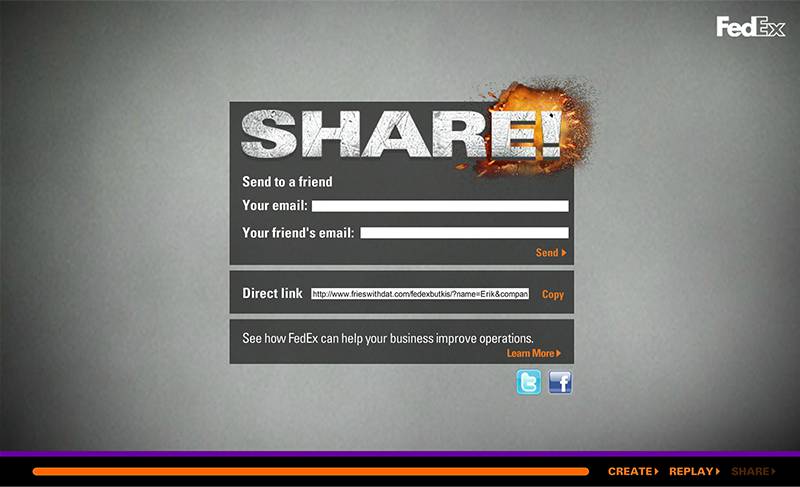 FedEx
SHARE!
Send to a friend
Your email:
Your friend's email:
Send
Direct link http://www.frieswithdat.com/fedexbutkis/?name=Erik&compan Copy
See how FedEx can help your business improve operations.
Learn More
CREATE REPLAY SHARE